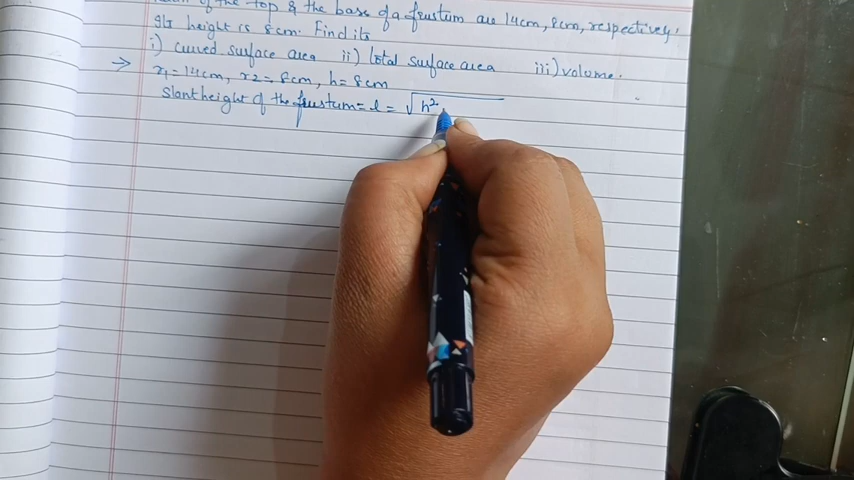 of the top & the base of a frustum are 14cm, 8cm, respectively.
Its height is 8cm. Find its
i) curved surface area ii) total surface area iii) volume.
⇒ r₁=14cm, r₂=8cm, h=8cm
Slant height of the frustum= l = √h²